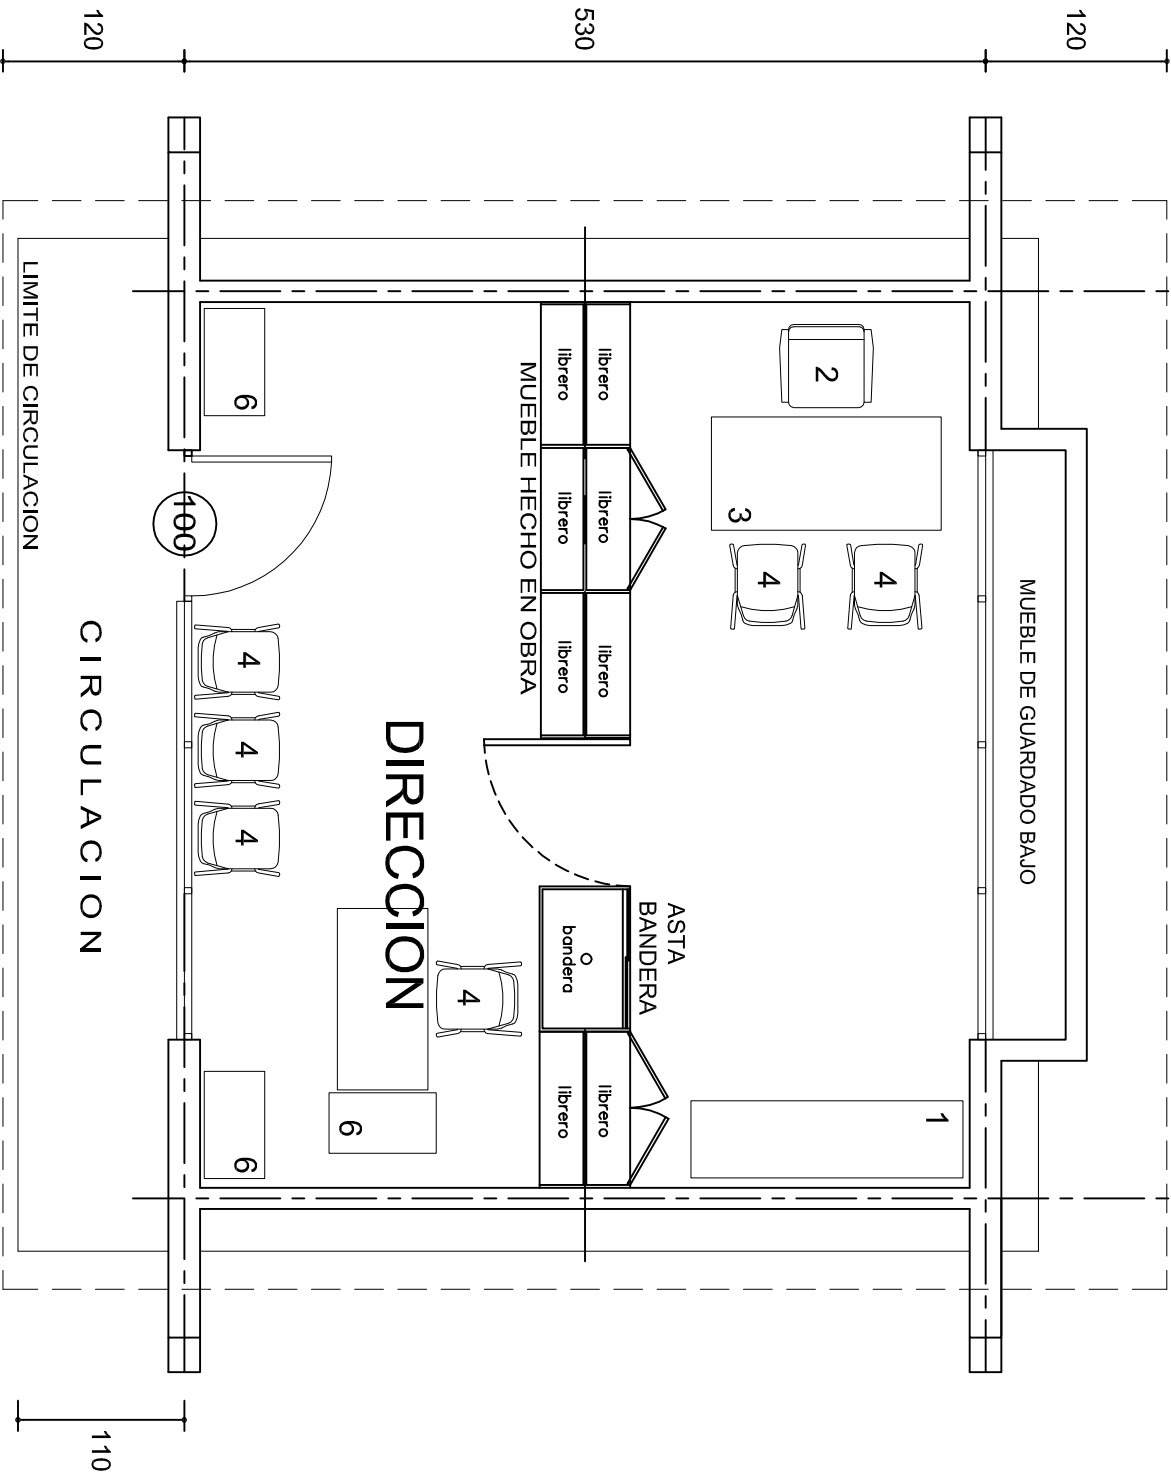 120
MUEBLE DE GUARDADO BAJO
1
4
2
4
3
ASTA
BANDERA
librero librero librero librero
530
librero librero librero bandera librero
MUEBLE HECHO EN OBRA
4
DIRECCION
6
6 4 4 4 6
100
110
120
CIRCULACION
LIMITE DE CIRCULACION